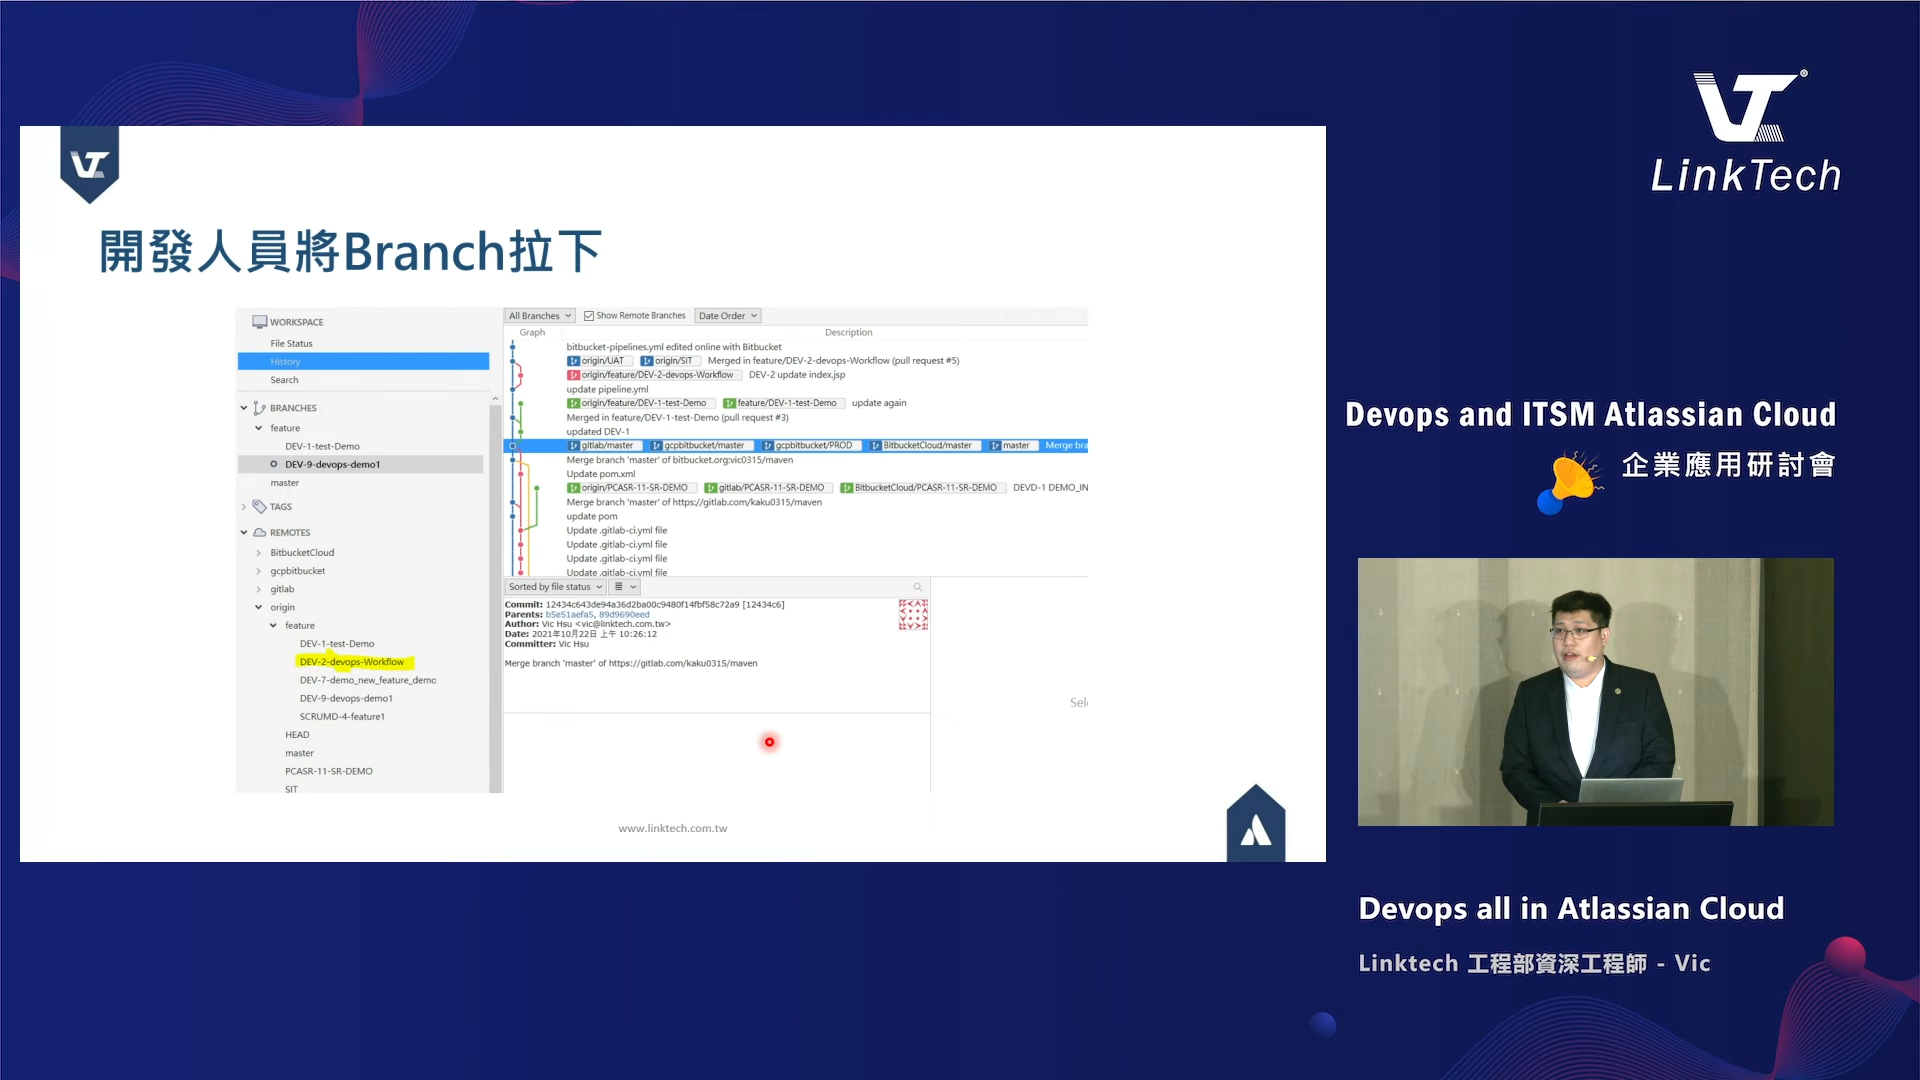 開發人員將Branch拉下
WORKSPACE
File Status
History
Search
BRANCHES
feature
DEV-1-test-Demo
DEV-9-devops-demo1
master
TAGS
REMOTES
BitbucketCloud
gcpbitbucket
gitlab
origin
feature
DEV-1-test-Demo
DEV-2-devops-Workflow
DEV-7-demo_new_feature_demo
DEV-9-devops-demo1
SCRUMD-4-feature1
HEAD
master
PCASR-11-SR-DEMO
SIT
All Branches Show Remote Branches Date Order
Graph Description
bitbucket-pipelines.yml edited online with Bitbucket
origin/UAT origin/SIT Merged in feature/DEV-2-devops-Workflow (pull request #5)
origin/feature/DEV-2-devops-Workflow DEV-2 update index.jsp
update pipeline.yml
origin/feature/DEV-1-test-Demo feature/DEV-1-test-Demo update again
Merged in feature/DEV-1-test-Demo (pull request #3)
updated DEV-1
gitlab/master gcpbitbucket/master gcpbitbucket/PROD BitbucketCloud/master master Merge bra
Merge branch 'master' of bitbucket.org:vic0315/maven
Update pom.xml
origin/PCASR-11-SR-DEMO gitlab/PCASR-11-SR-DEMO BitbucketCloud/PCASR-11-SR-DEMO DEVD-1 DEMO_IN
Merge branch 'master' of https://gitlab.com/kaku0315/maven
update pom
Update .gitlab-ci.yml file
Update .gitlab-ci.yml file
Update .gitlab-ci.yml file
Update .gitlab-ci.yml file
Sorted by file status
Commit: 12434c643de94a36d2ba00c9480f14fbf58c72a9 [12434c6]
Parents: b5e51aefa5, 89d9690eed
Author: Vic Hsu <vic@linktech.com.tw>
Date: 2021年10月22日 上午 10:26:12
Committer: Vic Hsu
Merge branch 'master' of https://gitlab.com/kaku0315/maven
Sele
www.linktech.com.tw
LinkTech
Devops and ITSM Atlassian Cloud
企業應用研討會
Devops all in Atlassian Cloud
Linktech 工程部資深工程師 - Vic